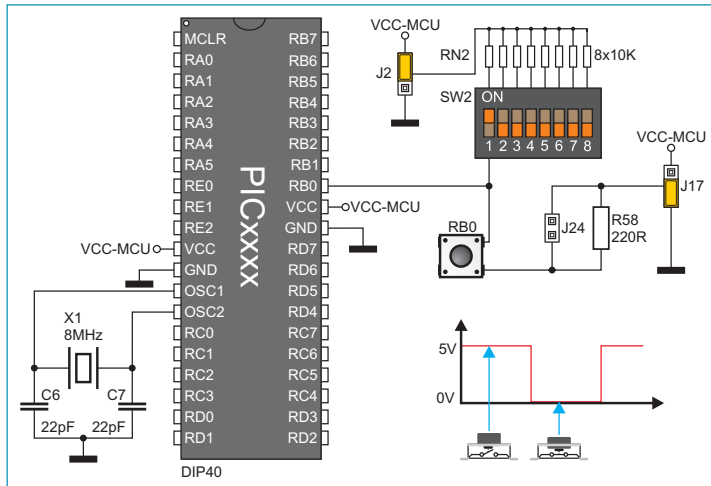 MCLR RB7
RA0 RB6
RA1 RB5
RA2 RB4
RA3 RB3
RA4 RB2
RA5 RB1
RE0 RB0
RE1 VCC VCC-MCU
RE2 GND
VCC-MCU VCC RD7
GND RD6
OSC1 RD5
OSC2 RD4
RC0 RC7
RC1 RC6
RC2 RC5
RC3 RC4
RD0 RD3
RD1 RD2
PICxxxx
DIP40
X1
8MHz
C6 C7
22pF 22pF
VCC-MCU
J2
RN2 8x10K
SW2
ON
1 2 3 4 5 6 7 8
VCC-MCU
J17
RB0
J24
R58
220R
5V
0V